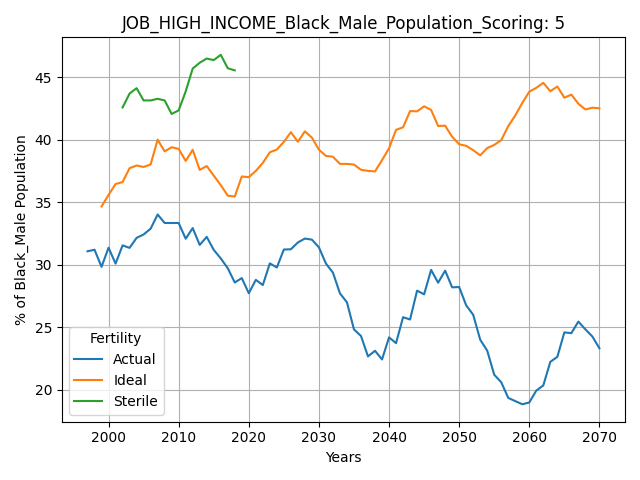 JOB_HIGH_INCOME_Black_Male_Population_Scoring: 5
% of Black_Male Population
45
40
35
30
25
20
Fertility
Actual
Ideal
Sterile
2000 2010 2020 2030 2040 2050 2060 2070
Years